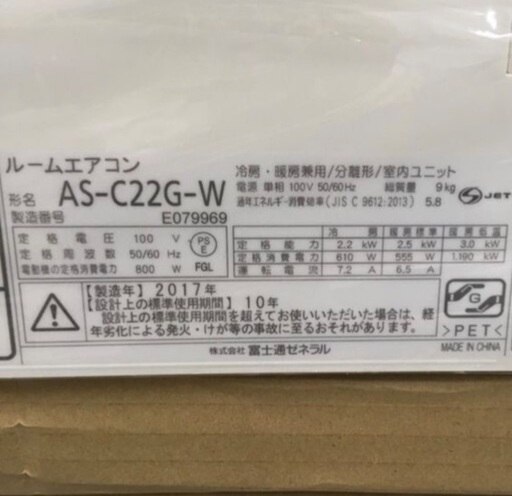 ルームエアコン
形名 AS-C22G-W
製造番号 E079969
冷房・暖房兼用/分離形/室内ユニット
電源 単相 100V 50/60Hz 総質量 9kg
通年エネルギー消費効率(JIS C 9612:2013) 5.8
JET
定格電圧 100 V
定格周波数 50/60 Hz
電動機の定格消費電力 800 W
PS
E
FGL
冷房 暖房標準 暖房低温
定格能力 2.2 kW 2.5 kW 3.0 kW
定格消費電力 610 W 555 W 1,190 kW
運転電流 7.2 A 6.5 A
【製造年】2017年
【設計上の標準使用期間】10年
設計上の標準使用期間を超えてお使いいただいた場合は、経
年劣化による発火・けが等の事故に至るおそれがあります。
G
>PET<
MADE IN CHINA
株式会社 富士通ゼネラル